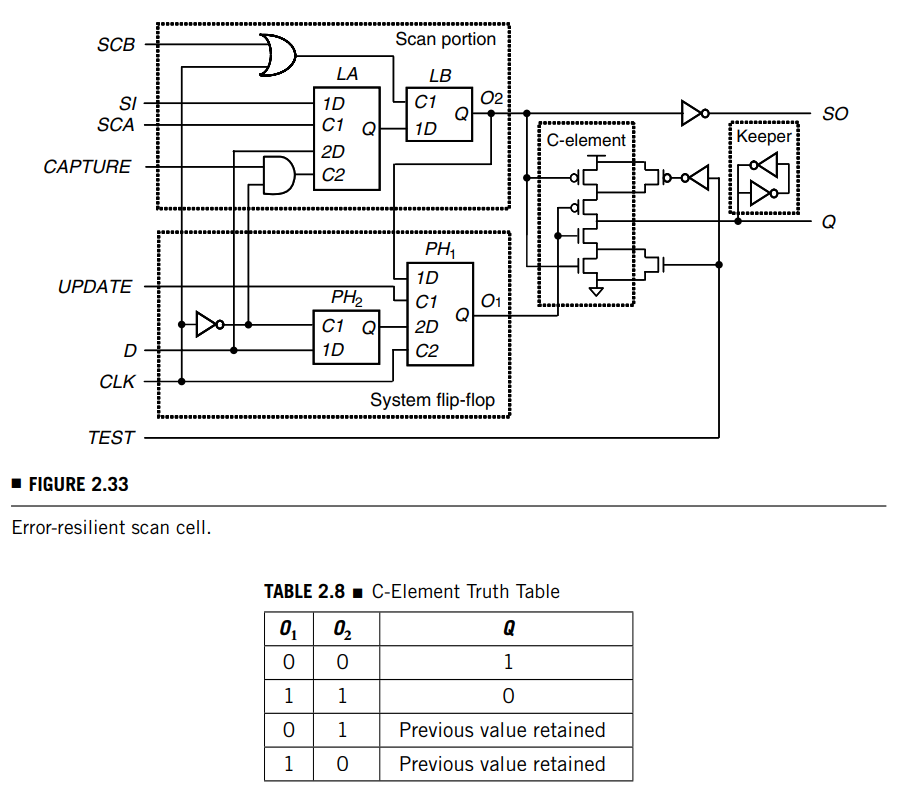 SCB
Scan portion
LA
LB
SI
1D
C1
O2
SO
SCA
C1
Q
1D
Q
C-element
Keeper
2D
CAPTURE
C2
Q
PH1
UPDATE
PH2
1D
C1
O1
C1
Q
2D
Q
D
1D
C2
CLK
System flip-flop
TEST
■ FIGURE 2.33
Error-resilient scan cell.
TABLE 2.8 ■ C-Element Truth Table
O1 O2 Q
0 0 1
1 1 0
0 1 Previous value retained
1 0 Previous value retained